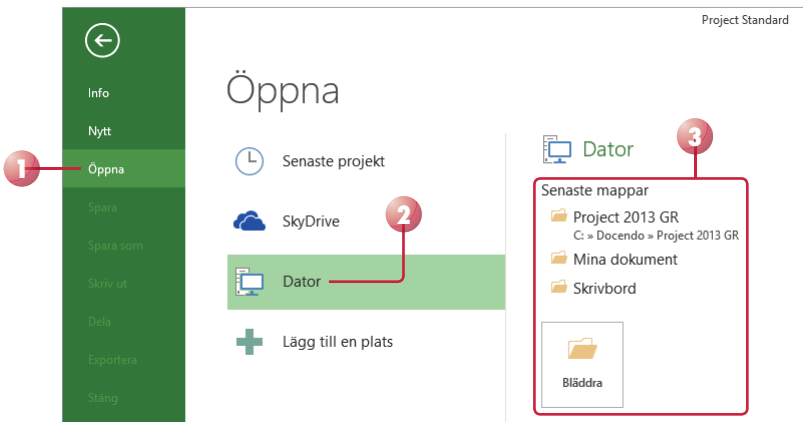 Project Standard
Info
Nytt
Öppna
Spara
Spara som
Skriv ut
Dela
Exportera
Stäng
1
Öppna
Senaste projekt
SkyDrive
2
Dator
Lägg till en plats
Dator
3
Senaste mappar
Project 2013 GR
C: » Docendo » Project 2013 GR
Mina dokument
Skrivbord
Bläddra